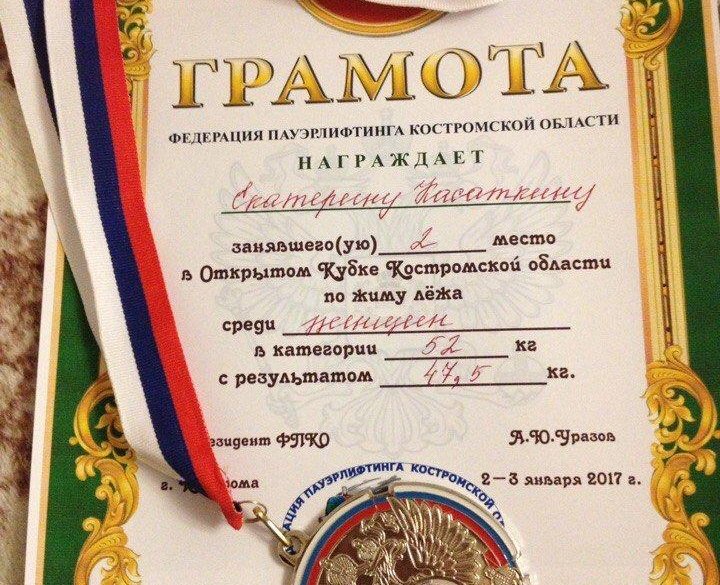 ГРАМОТА
ФЕДЕРАЦИЯ ПАУЭРЛИФТИНГА КОСТРОМСКОЙ ОБЛАСТИ
НАГРАЖДАЕТ
Екатерину Касаткину
занявшего(ую) 2 место
в Открытом Кубке Костромской области
по жиму лёжа
среди женщин
в категории 52 кг
с результатом 47,5 кг.
ФПКО А.Ю.Уразов
г. 2-3 января 2017 г.
ПАУЭРЛИФТИНГА КОСТРОМСКОЙ